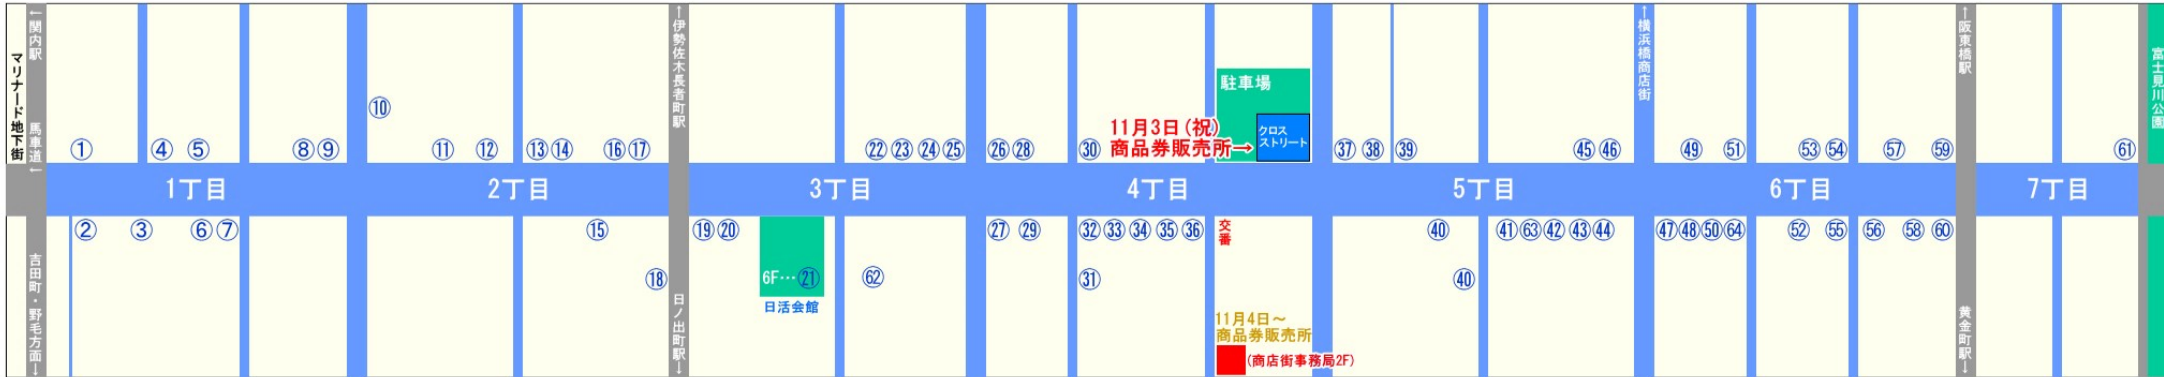 マリナード地下街
←関内駅
馬車道←
吉田町・野毛方面→
←伊勢佐木長者町駅
日ノ出町駅→
←横浜橋商店街
←阪東橋駅
黄金町駅→
富士見川公園
⑩
駐車場
11月3日(祝)
商品券販売所→
クロス
ストリート
① ④ ⑤ ⑧ ⑨ ⑪ ⑫ ⑬ ⑭ ⑯ ⑰ ㉒ ㉓ ㉔ ㉕ ㉖ ㉘ ㉚ ㊲ ㊳ ㊴ ㊺ ㊻ ㊾ 51 53 54 57 59 61
1丁目 2丁目 3丁目 4丁目 5丁目 6丁目 7丁目
② ③ ⑥ ⑦ ⑮ ⑲ ⑳ ㉗ ㉙ ㉜ ㉝ ㉞ ㉟ ㊱ 交番 ㊵ ㊶ 63 ㊷ ㊸ ㊹ ㊼ ㊽ ㊿ 64 52 55 56 58 60
⑱ 6F…㉑ 62 ㉛ ㊵
日活会館
11月4日～
商品券販売所
(商店街事務局2F)